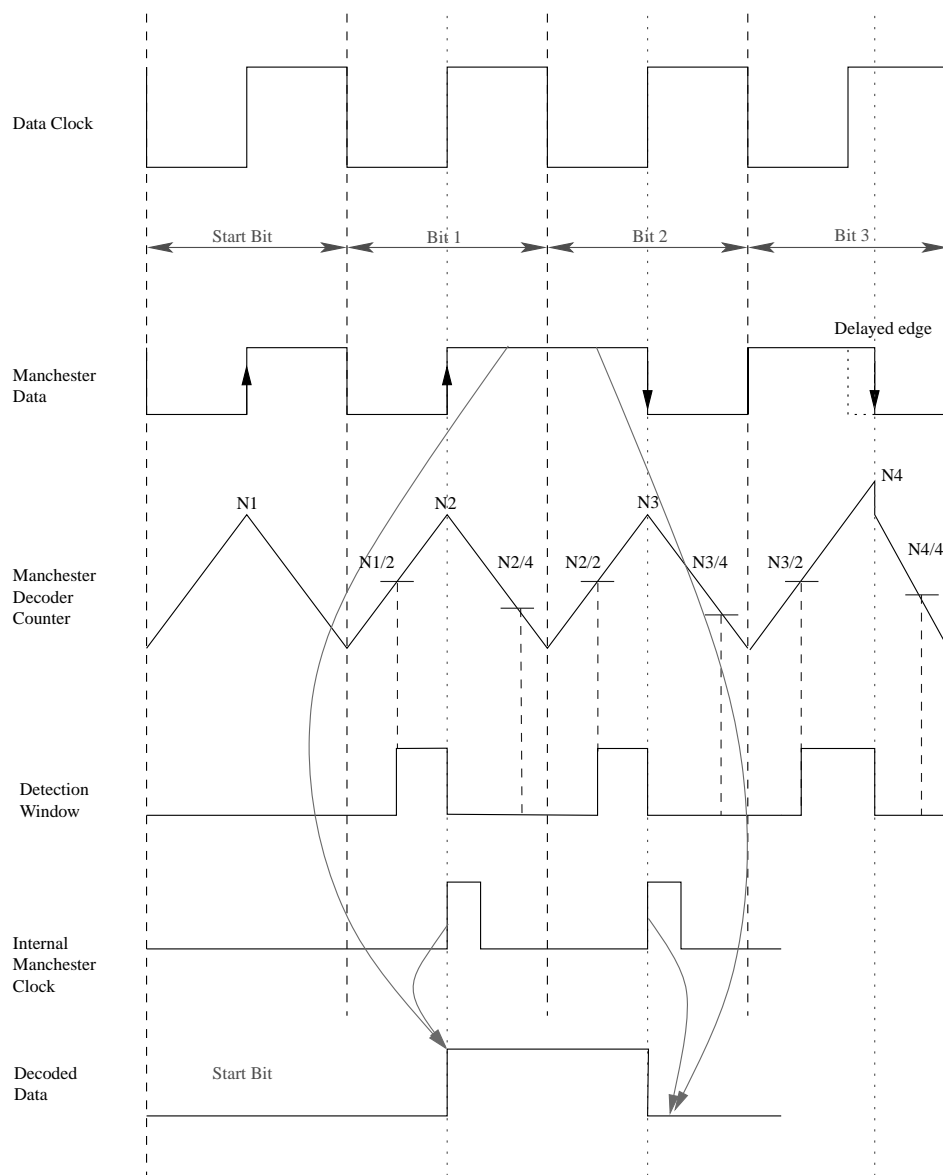 Data Clock
Start Bit
Bit 1
Bit 2
Bit 3
Delayed edge
Manchester
Data
N1
N2
N3
N4
N1/2
N2/4
N2/2
N3/4
N3/2
N4/4
Manchester
Decoder
Counter
Detection
Window
Internal
Manchester
Clock
Decoded
Data
Start Bit